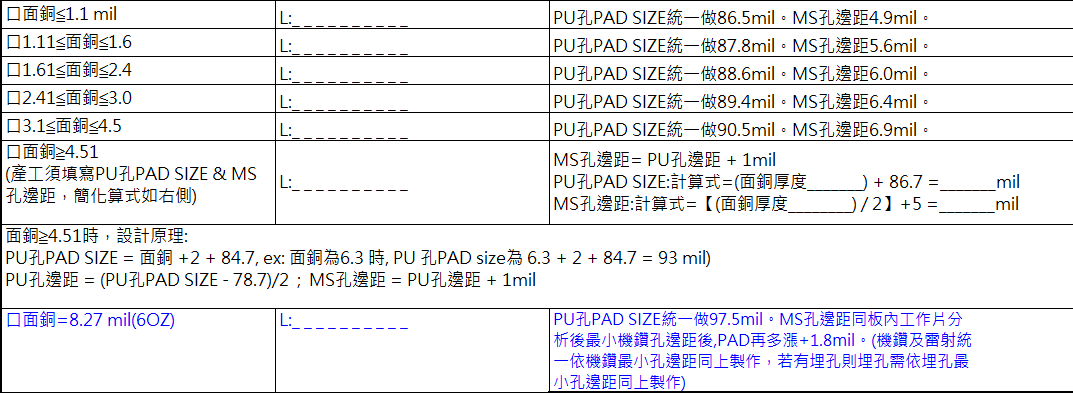 口面銅≦1.1 mil
L:_ _ _ _ _ _ _ _ _ _
PU孔PAD SIZE統一做86.5mil。MS孔邊距4.9mil。
口1.11≦面銅≦1.6
L:_ _ _ _ _ _ _ _ _ _
PU孔PAD SIZE統一做87.8mil。MS孔邊距5.6mil。
口1.61≦面銅≦2.4
L:_ _ _ _ _ _ _ _ _ _
PU孔PAD SIZE統一做88.6mil。MS孔邊距6.0mil。
口2.41≦面銅≦3.0
L:_ _ _ _ _ _ _ _ _ _
PU孔PAD SIZE統一做89.4mil。MS孔邊距6.4mil。
口3.1≦面銅≦4.5
L:_ _ _ _ _ _ _ _ _ _
PU孔PAD SIZE統一做90.5mil。MS孔邊距6.9mil。
口面銅≧4.51
(產工須填寫PU孔PAD SIZE & MS
孔邊距，簡化算式如右側)
L:_ _ _ _ _ _ _ _ _ _
MS孔邊距= PU孔邊距 + 1mil
PU孔PAD SIZE:計算式=(面銅厚度_______) + 86.7 =_______mil
MS孔邊距:計算式=【(面銅厚度________) / 2】+5 =_______mil
面銅≧4.51時，設計原理:
PU孔PAD SIZE = 面銅 +2 + 84.7, ex: 面銅為6.3 時, PU 孔PAD size為 6.3 + 2 + 84.7 = 93 mil)
PU孔邊距 = (PU孔PAD SIZE - 78.7)/2 ; MS孔邊距 = PU孔邊距 + 1mil
口面銅=8.27 mil(6OZ)
L:_ _ _ _ _ _ _ _ _ _
PU孔PAD SIZE統一做97.5mil。MS孔邊距同板內工作片分
析後最小機鑽孔邊距後,PAD再多漲+1.8mil。(機鑽及雷射統
一依機鑽最小孔邊距同上製作，若有埋孔則埋孔需依埋孔最
小孔邊距同上製作)